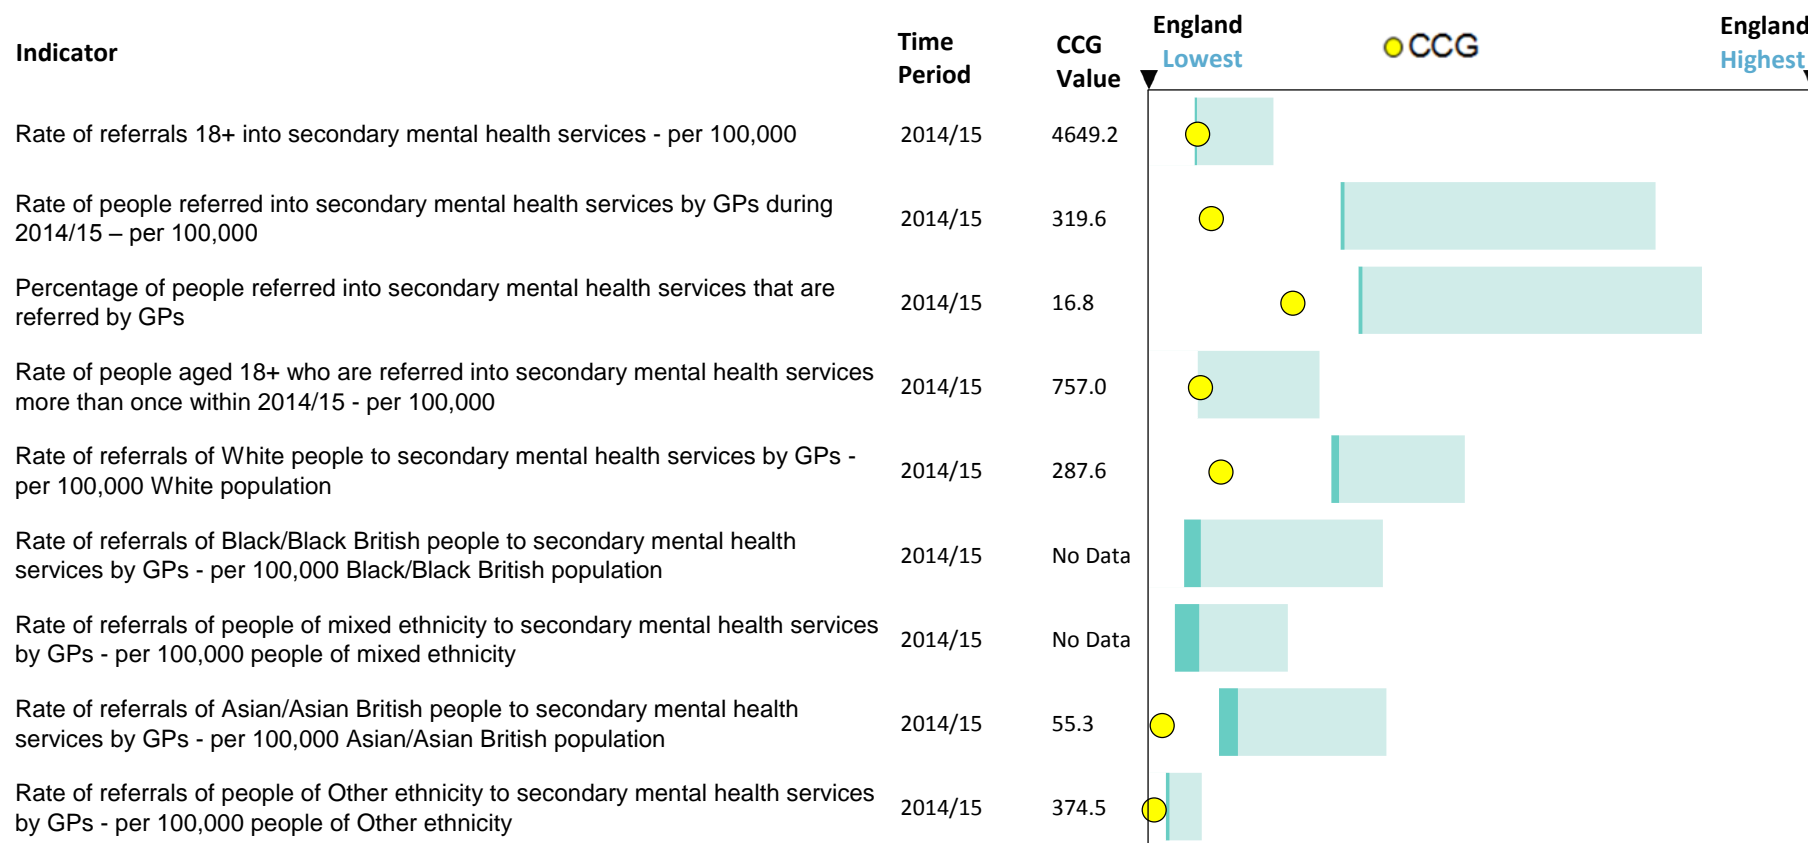 Indicator
Time
Period
CCG
Value
England
Lowest
CCG
England
Highest
Rate of referrals 18+ into secondary mental health services - per 100,000
2014/15
4649.2
Rate of people referred into secondary mental health services by GPs during
2014/15 – per 100,000
2014/15
319.6
Percentage of people referred into secondary mental health services that are
referred by GPs
2014/15
16.8
Rate of people aged 18+ who are referred into secondary mental health services
more than once within 2014/15 - per 100,000
2014/15
757.0
Rate of referrals of White people to secondary mental health services by GPs -
per 100,000 White population
2014/15
287.6
Rate of referrals of Black/Black British people to secondary mental health
services by GPs - per 100,000 Black/Black British population
2014/15
No Data
Rate of referrals of people of mixed ethnicity to secondary mental health services
by GPs - per 100,000 people of mixed ethnicity
2014/15
No Data
Rate of referrals of Asian/Asian British people to secondary mental health
services by GPs - per 100,000 Asian/Asian British population
2014/15
55.3
Rate of referrals of people of Other ethnicity to secondary mental health services
by GPs - per 100,000 people of Other ethnicity
2014/15
374.5